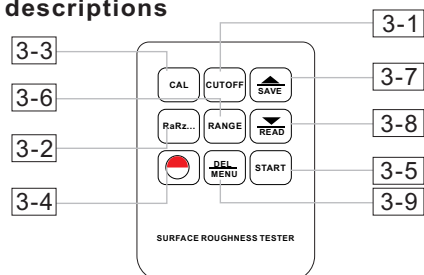 descriptions
3-1
3-3
3-7
CAL CUTOFF SAVE
3-6
3-8
RaRz... RANGE READ
3-2
3-5
DEL
MENU START
3-4
3-9
SURFACE ROUGHNESS TESTER